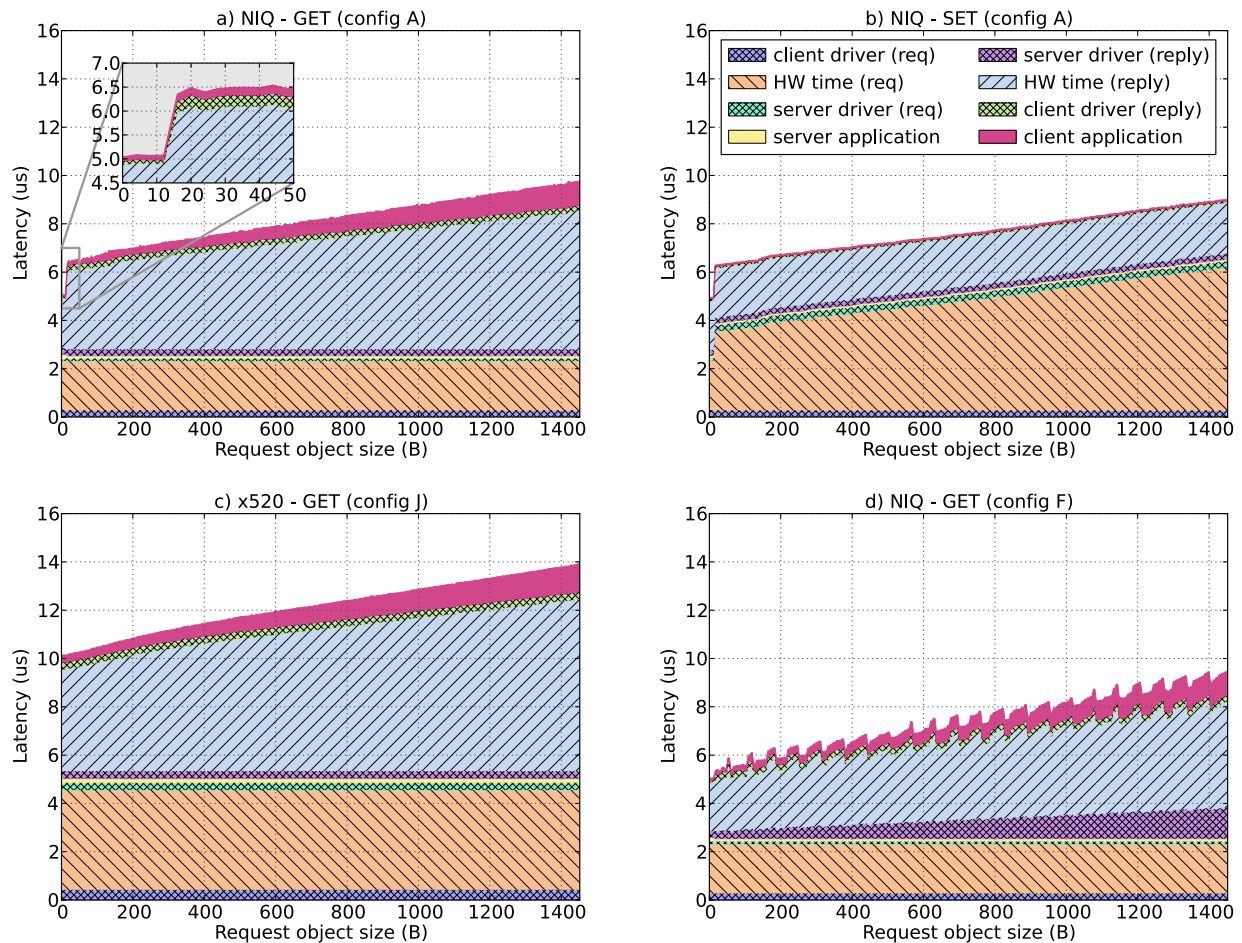 a) NIQ - GET (config A)
16
14
12
10
8
6
4
2
0
Latency (us)
7.0
6.5
6.0
5.5
5.0
4.5
0 10 20 30 40 50
0 200 400 600 800 1000 1200 1400
Request object size (B)
b) NIQ - SET (config A)
16
14
12
10
8
6
4
2
0
Latency (us)
client driver (req)
HW time (req)
server driver (req)
server application
server driver (reply)
HW time (reply)
client driver (reply)
client application
0 200 400 600 800 1000 1200 1400
Request object size (B)
c) x520 - GET (config J)
16
14
12
10
8
6
4
2
0
Latency (us)
0 200 400 600 800 1000 1200 1400
Request object size (B)
d) NIQ - GET (config F)
16
14
12
10
8
6
4
2
0
Latency (us)
0 200 400 600 800 1000 1200 1400
Request object size (B)